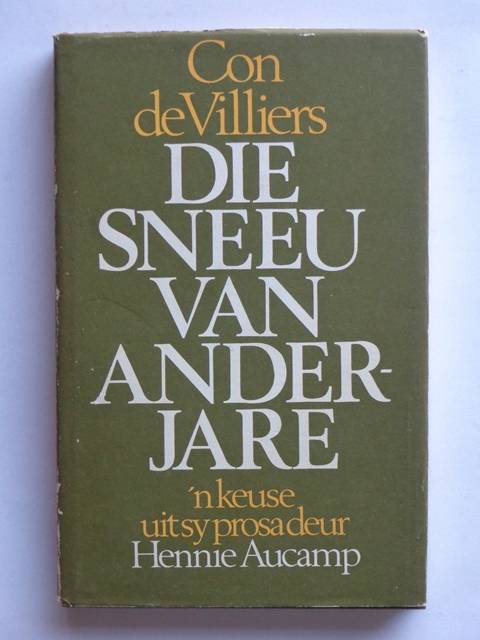 Con
de Villiers
DIE
SNEEU
VAN
ANDER-
JARE
'n keuse
uit sy prosa deur
Hennie Aucamp